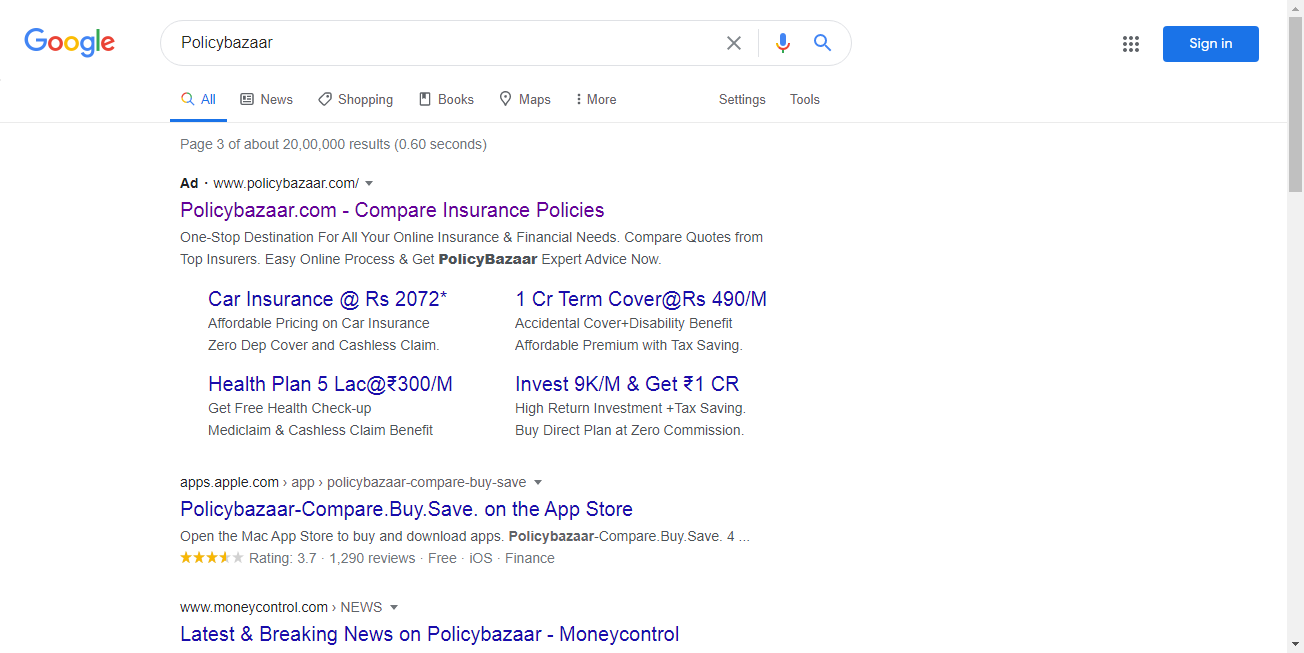 Google
Policybazaar
Sign in
All News Shopping Books Maps More Settings Tools
Page 3 of about 20,00,000 results (0.60 seconds)
Ad · www.policybazaar.com/
Policybazaar.com - Compare Insurance Policies
One-Stop Destination For All Your Online Insurance & Financial Needs. Compare Quotes from
Top Insurers. Easy Online Process & Get PolicyBazaar Expert Advice Now.
Car Insurance @ Rs 2072*
Affordable Pricing on Car Insurance
Zero Dep Cover and Cashless Claim.
1 Cr Term Cover@Rs 490/M
Accidental Cover+Disability Benefit
Affordable Premium with Tax Saving.
Health Plan 5 Lac@₹300/M
Get Free Health Check-up
Mediclaim & Cashless Claim Benefit
Invest 9K/M & Get ₹1 CR
High Return Investment +Tax Saving.
Buy Direct Plan at Zero Commission.
apps.apple.com › app › policybazaar-compare-buy-save
Policybazaar-Compare.Buy.Save. on the App Store
Open the Mac App Store to buy and download apps. Policybazaar-Compare.Buy.Save. 4 ...
Rating: 3.7 · 1,290 reviews · Free · iOS · Finance
www.moneycontrol.com › NEWS
Latest & Breaking News on Policybazaar - Moneycontrol